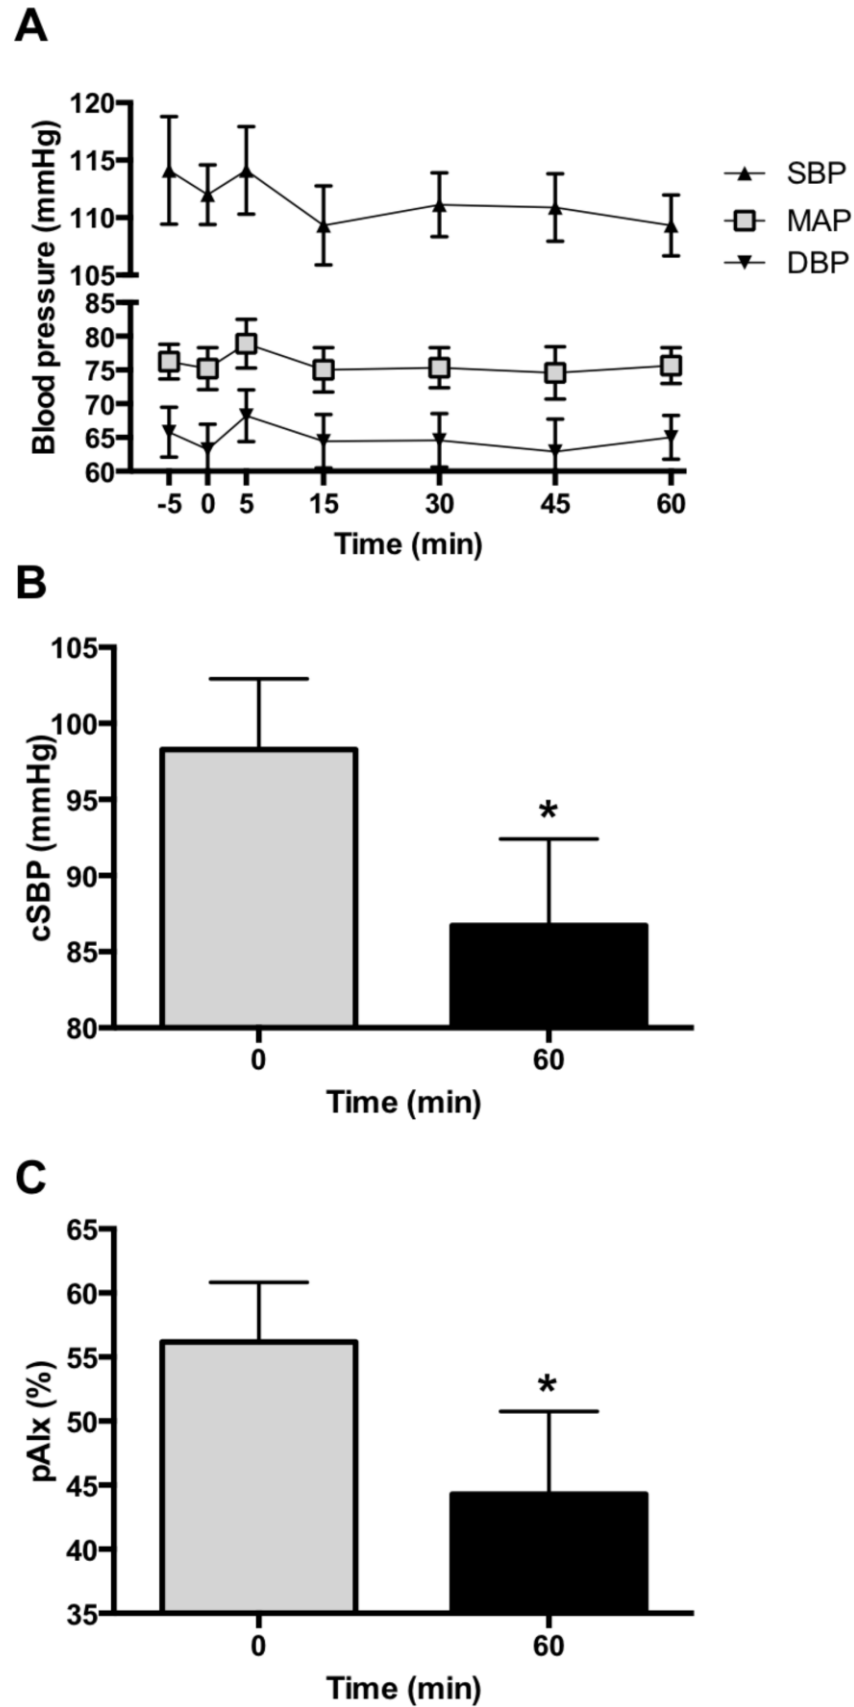 A
Blood pressure (mmHg)
120
115
110
105
85
80
75
70
65
60
-5 0 5 15 30 45 60
Time (min)
SBP
MAP
DBP
B
cSBP (mmHg)
105
100
95
90
85
80
*
0 60
Time (min)
C
pAIx (%)
65
60
55
50
45
40
35
*
0 60
Time (min)